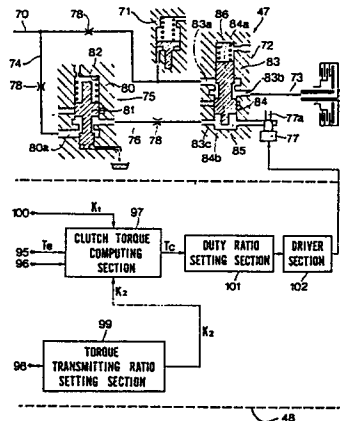 70
78
71
83a
86
84a
47
74
82
72
83
78
80
75
83b
73
81
84
77a
80a
76
78
83c
84b
85
77
100
K₁
97
95
Te
96
CLUTCH TORQUE COMPUTING SECTION
Tc
DUTY RATIO SETTING SECTION
101
DRIVER SECTION
102
K₂
99
K₂
TORQUE TRANSMITTING RATIO SETTING SECTION
48